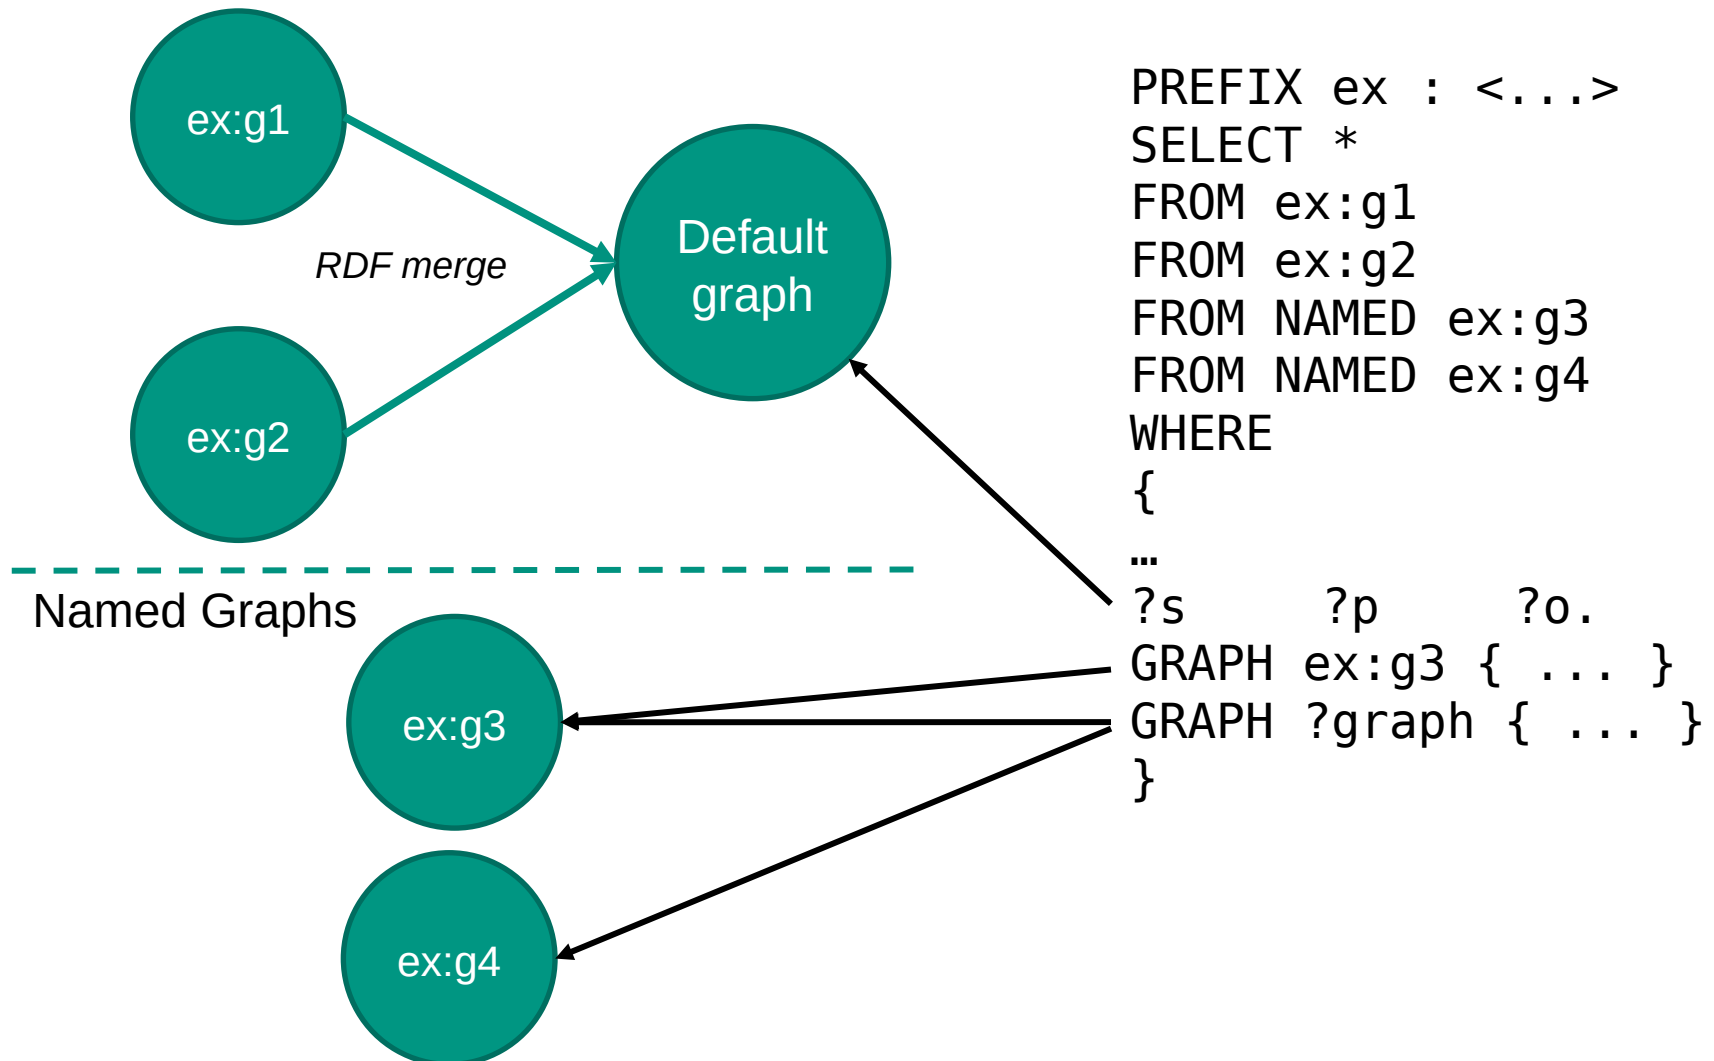 ex:g1
RDF merge
ex:g2
Default
graph
Named Graphs
ex:g3
ex:g4
PREFIX ex : <...>
SELECT *
FROM ex:g1
FROM ex:g2
FROM NAMED ex:g3
FROM NAMED ex:g4
WHERE
{
…
?s ?p ?o.
GRAPH ex:g3 { ... }
GRAPH ?graph { ... }
}